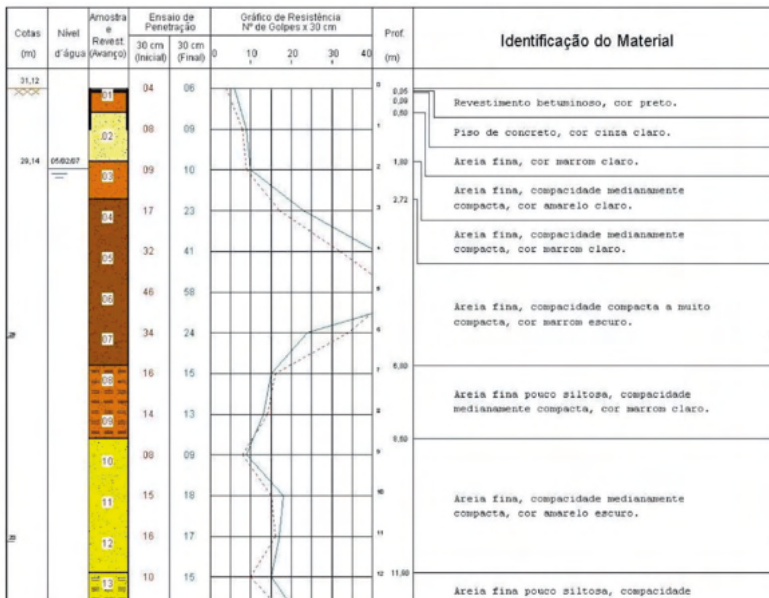 Cotas
(m)
Nível
d'água
Amostra
e
Revest.
(Avanço)
Ensaio de
Penetração
30 cm
(Inicial)
30 cm
(Final)
Gráfico de Resistência
Nº de Golpes x 30 cm
0 10 20 30 40
Prof.
(m)
Identificação do Material
31,12
29,14
05/02/07
01
02
03
04
05
06
07
08
09
10
11
12
13
04 06
08 09
09 10
17 23
32 41
46 58
34 24
16 15
14 13
08 09
15 18
16 17
10 15
0
1
2
3
4
5
6
7
8
9
10
11
12
0,05
0,09
2,72
Revestimento betuminoso, cor preto.
Piso de concreto, cor cinza claro.
Areia fina, cor marrom claro.
Areia fina, compacidade medianamente
compacta, cor amarelo claro.
Areia fina, compacidade medianamente
compacta, cor marrom claro.
Areia fina, compacidade compacta a muito
compacta, cor marrom escuro.
Areia fina pouco siltosa, compacidade
medianamente compacta, cor marrom claro.
Areia fina, compacidade medianamente
compacta, cor amarelo escuro.
Areia fina pouco siltosa, compacidade